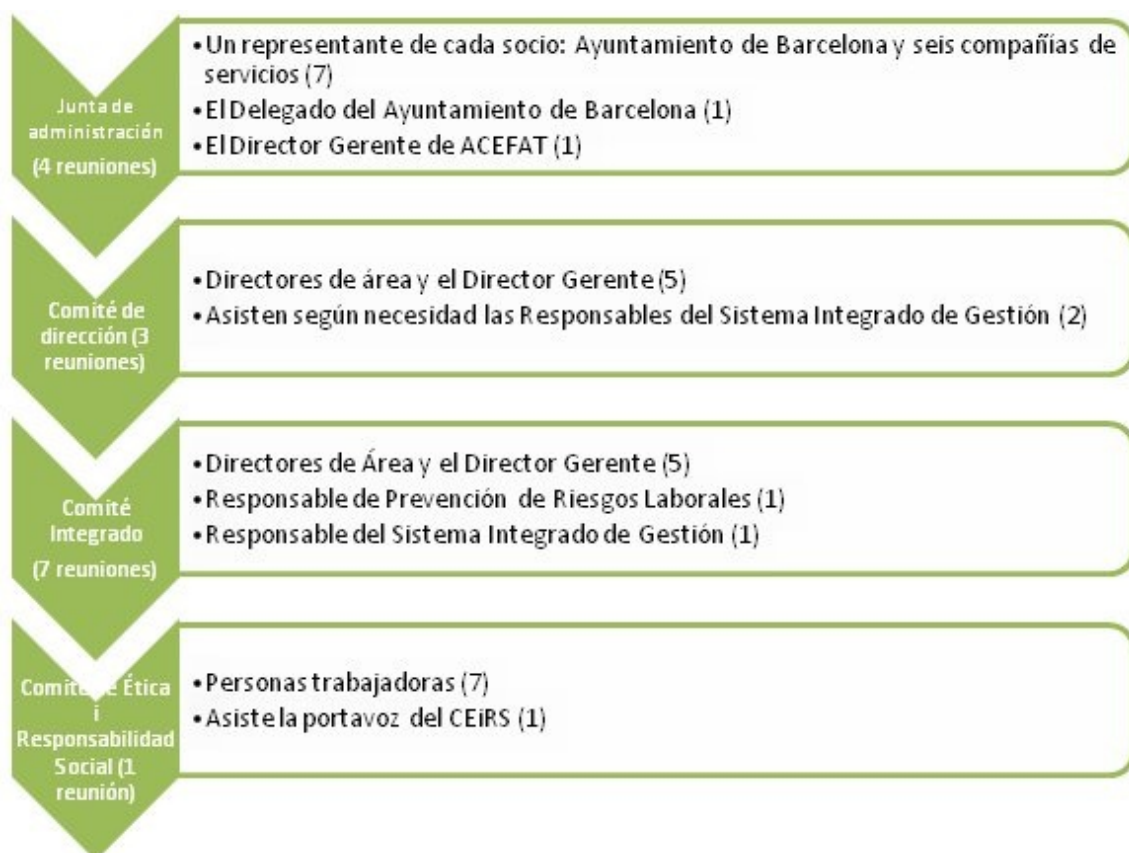 Junta de
administración
(4 reuniones)
• Un representante de cada socio: Ayuntamiento de Barcelona y seis compañías de
servicios (7)
• El Delegado del Ayuntamiento de Barcelona (1)
• El Director Gerente de ACEFAT (1)
Comité de
dirección (3
reuniones)
• Directores de área y el Director Gerente (5)
• Asisten según necesidad las Responsables del Sistema Integrado de Gestión (2)
Comité
Integrado
(7 reuniones)
• Directores de Área y el Director Gerente (5)
• Responsable de Prevención de Riesgos Laborales (1)
• Responsable del Sistema Integrado de Gestión (1)
Comité de Ética
i
Responsabilidad
Social (1
reunión)
• Personas trabajadoras (7)
• Asiste la portavoz del CEiRS (1)